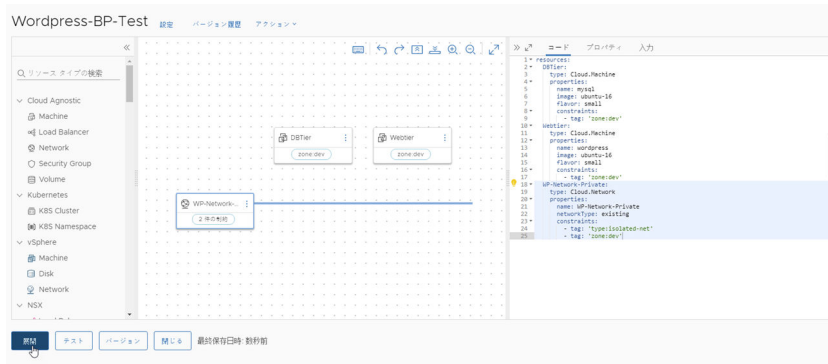 Wordpress-BP-Test 設定 バージョン履歴 アクション
リソース タイプの検索
Cloud Agnostic
Machine
Load Balancer
Network
Security Group
Volume
Kubernetes
K8S Cluster
K8S Namespace
vSphere
Machine
Disk
Network
NSX
DBTier
zone:dev
Webtier
zone:dev
WP-Network-...
2 件の制約
コード プロパティ 入力
1 resources:
2 DBTier:
3 type: Cloud.Machine
4 properties:
5 name: mysql
6 image: ubuntu-16
7 flavor: small
8 constraints:
9 - tag: 'zone:dev'
10 Webtier:
11 type: Cloud.Machine
12 properties:
13 name: wordpress
14 image: ubuntu-16
15 flavor: small
16 constraints:
17 - tag: 'zone:dev'
18 WP-Network-Private:
19 type: Cloud.Network
20 properties:
21 name: WP-Network-Private
22 networkType: existing
23 constraints:
24 - tag: 'type:isolated-net'
25 - tag: 'zone:dev'
展開 テスト バージョン 閉じる 最終保存日時: 数秒前